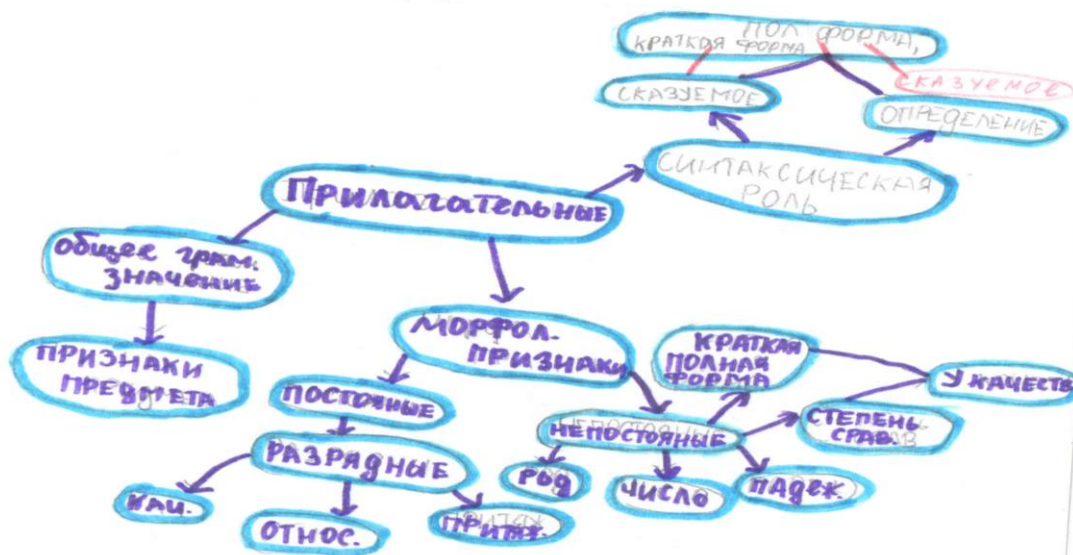 ПОЛ ФОРМА,
КРАТКАЯ ФОРМА
СКАЗУЕМОЕ
СКАЗУЕМОЕ
ОПРЕДЕЛЕНИЕ
СИНТАКСИЧЕСКАЯ
РОЛЬ
ПРИЛАГАТЕЛЬНЫЕ
ОБЩЕЕ ГРАМ.
ЗНАЧЕНИЕ
ПРИЗНАКИ
ПРЕДМЕТА
МОРФОЛ.
ПРИЗНАКИ
ПОСТОЯНЫЕ
РАЗРЯДНЫЕ
КАЧ.
ОТНОС.
ПРИТЯЖ.
НЕПОСТОЯНЫЕ
РОД
ЧИСЛО
ПАДЕЖ.
КРАТКАЯ
ПОЛНАЯ
ФОРМА
СТЕПЕНЬ
СРАВ.
У КАЧЕСТВ